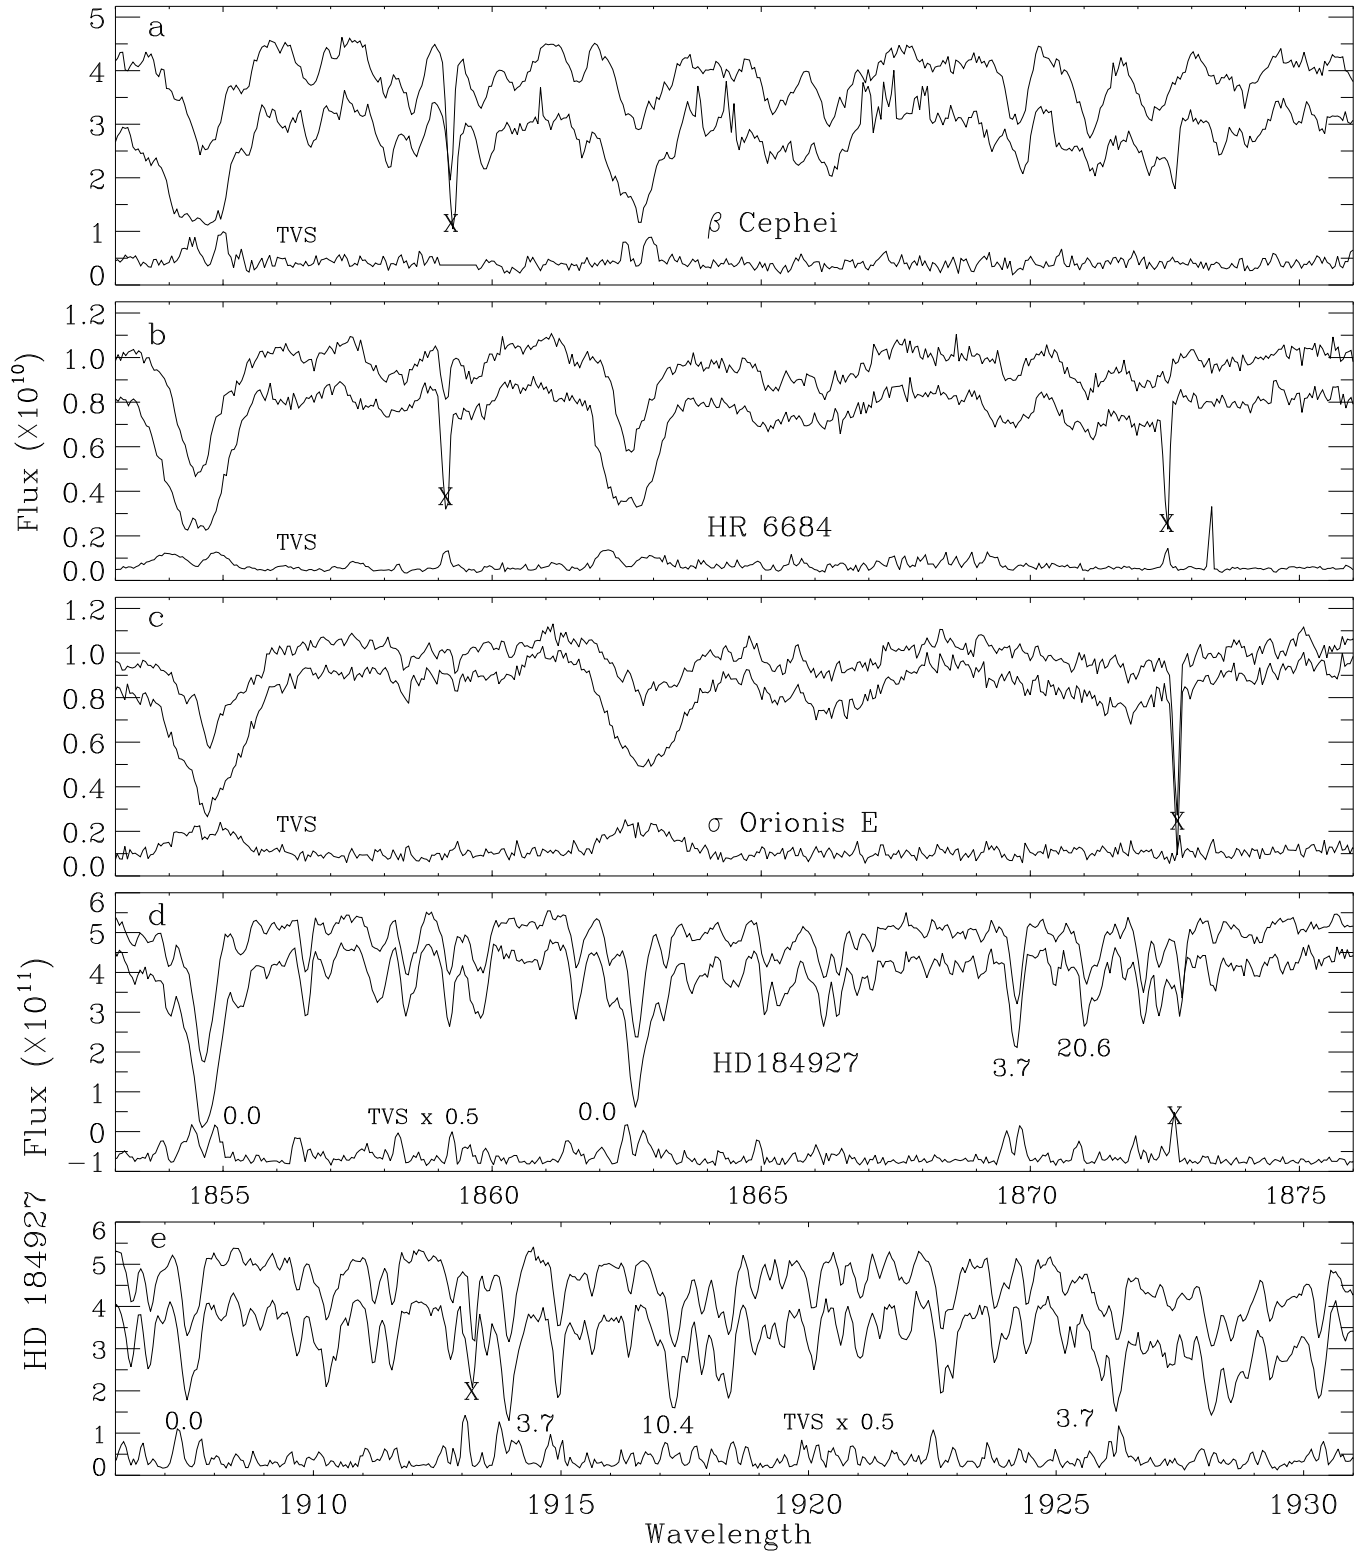 a
5
4
3
2
1
0
TVS
X
β Cephei
b
1.2
1.0
0.8
0.6
0.4
0.2
0.0
TVS
X
HR 6684
X
Flux (×10¹⁰)
c
1.2
1.0
0.8
0.6
0.4
0.2
0.0
TVS
σ Orionis E
X
d
6
5
4
3
2
1
0
−1
0.0
TVS x 0.5
0.0
HD184927
3.7
20.6
X
Flux (×10¹¹)
1855 1860 1865 1870 1875
HD 184927
e
6
5
4
3
2
1
0
0.0
X
3.7
10.4
TVS x 0.5
3.7
1910 1915 1920 1925 1930
Wavelength